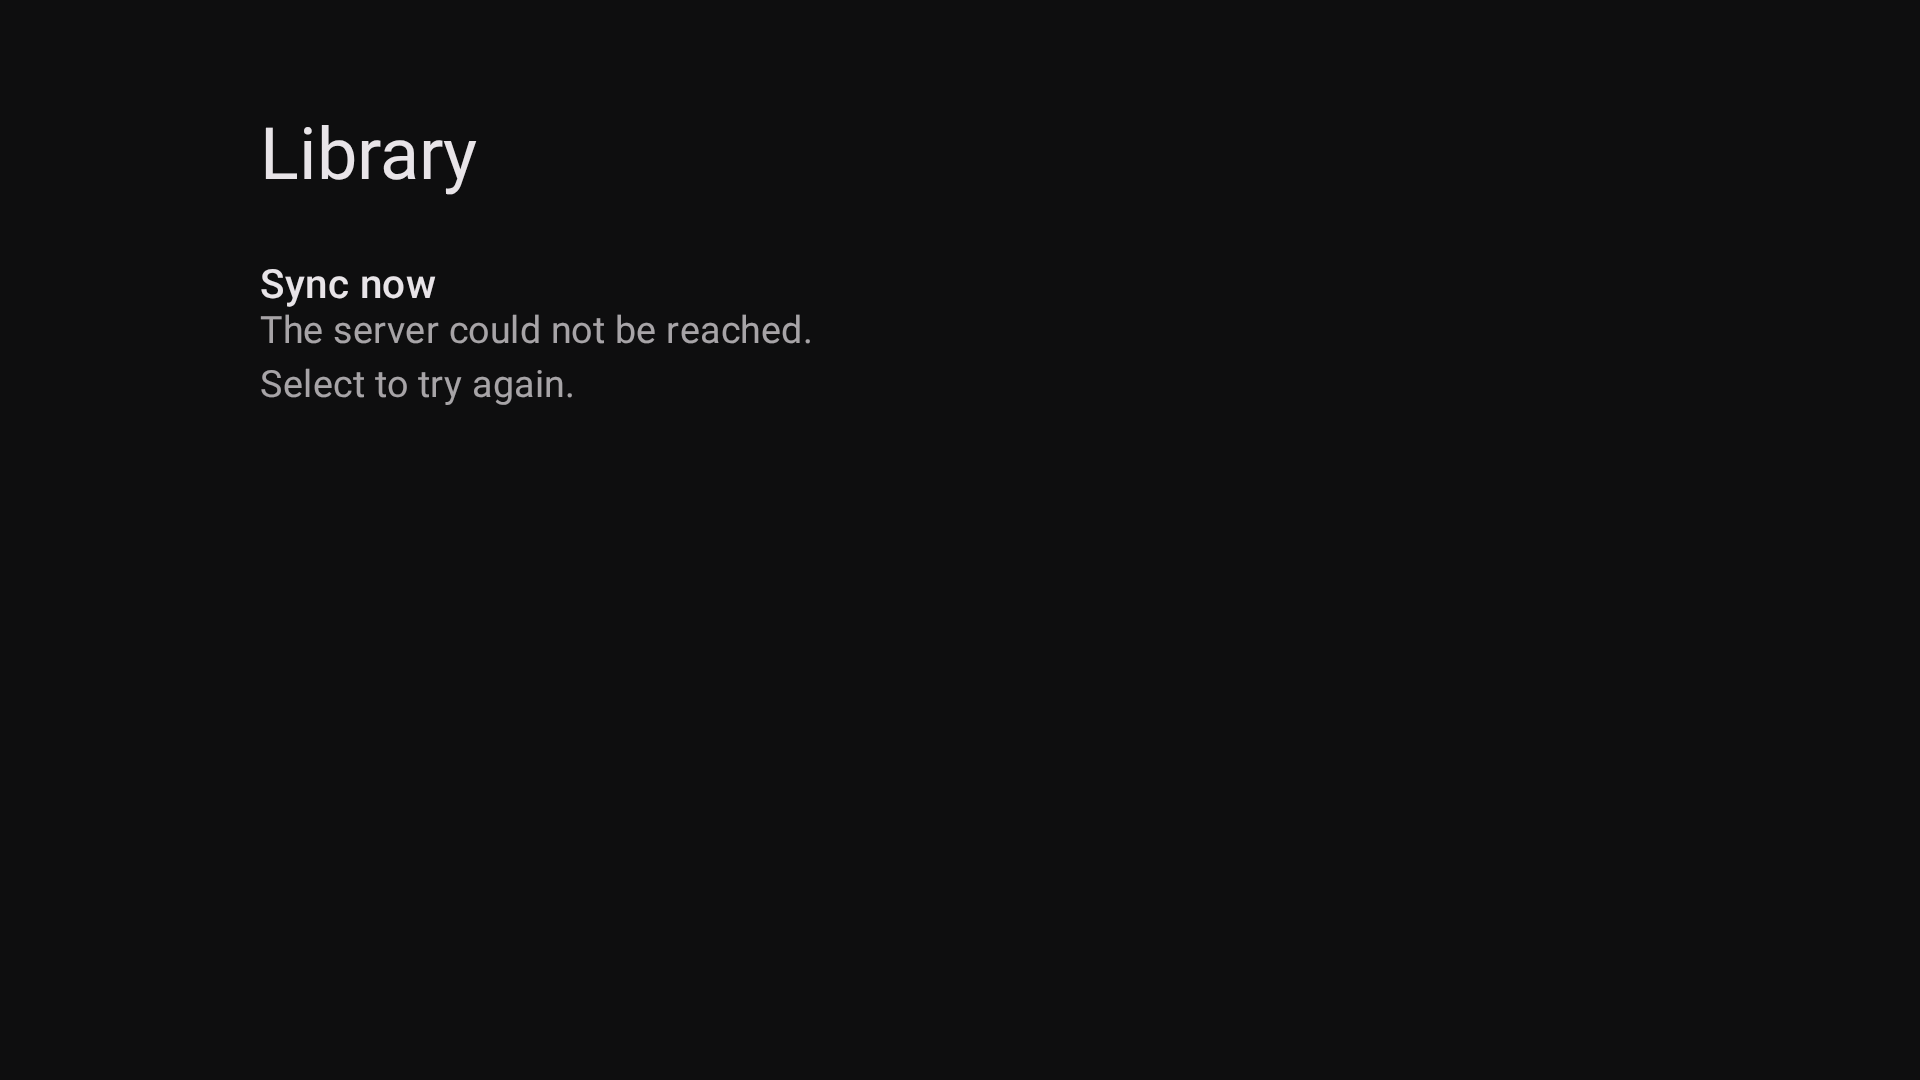 Library
Sync now
The server could not be reached.
Select to try again.